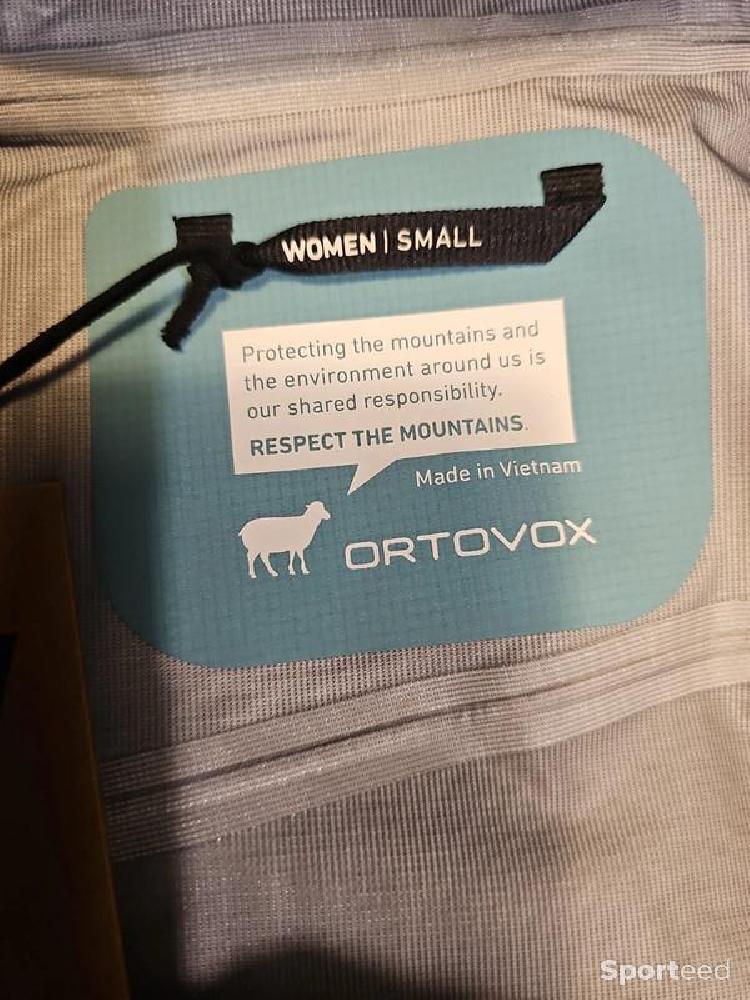 WOMEN | SMALL
Protecting the mountains and
the environment around us is
our shared responsibility.
RESPECT THE MOUNTAINS.
Made in Vietnam
ORTOVOX
Sporteed